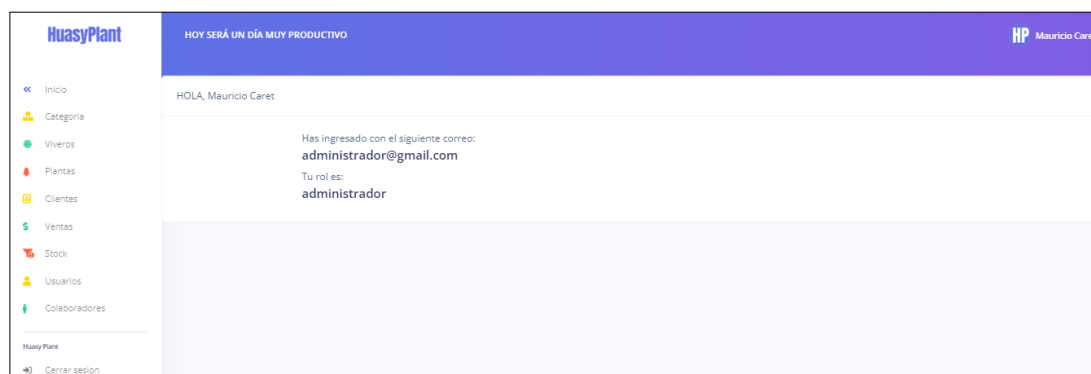 HuasyPlant
HOY SERÁ UN DÍA MUY PRODUCTIVO
HP Mauricio Care
Inicio
Categoria
Viveros
Plantas
Clientes
Ventas
Stock
Usuarios
Colaboradores
Huasy Plant
Cerrar sesion
HOLA, Mauricio Caret
Has ingresado con el siguiente correo:
administrador@gmail.com
Tu rol es:
administrador